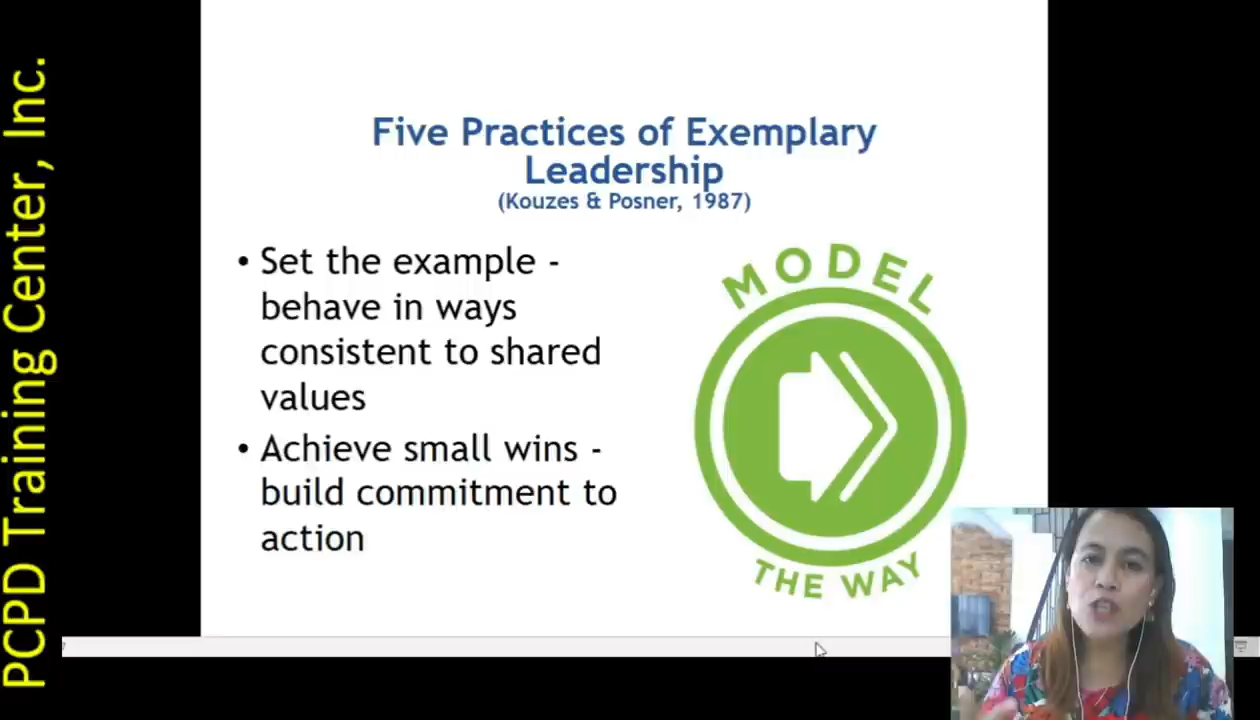 PCPD Training Center, Inc.
Five Practices of Exemplary
Leadership
(Kouzes & Posner, 1987)
• Set the example -
behave in ways
consistent to shared
values
• Achieve small wins -
build commitment to
action
MODEL
THE WAY